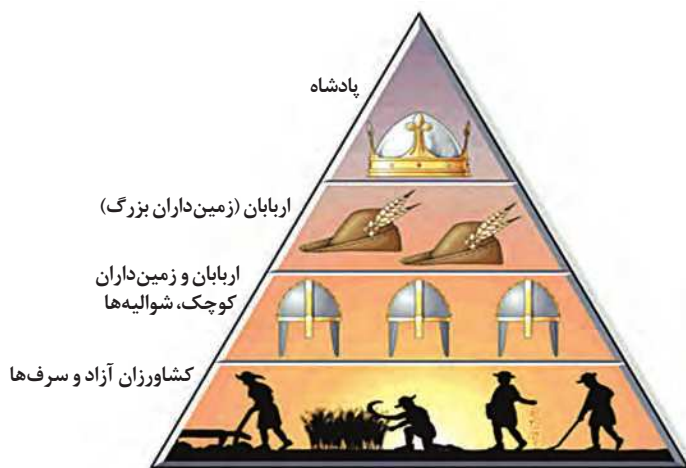 پادشاه
اربابان (زمین‌داران بزرگ)
اربابان و زمین‌داران
کوچک، شوالیه‌ها
کشاورزان آزاد و سرف‌ها